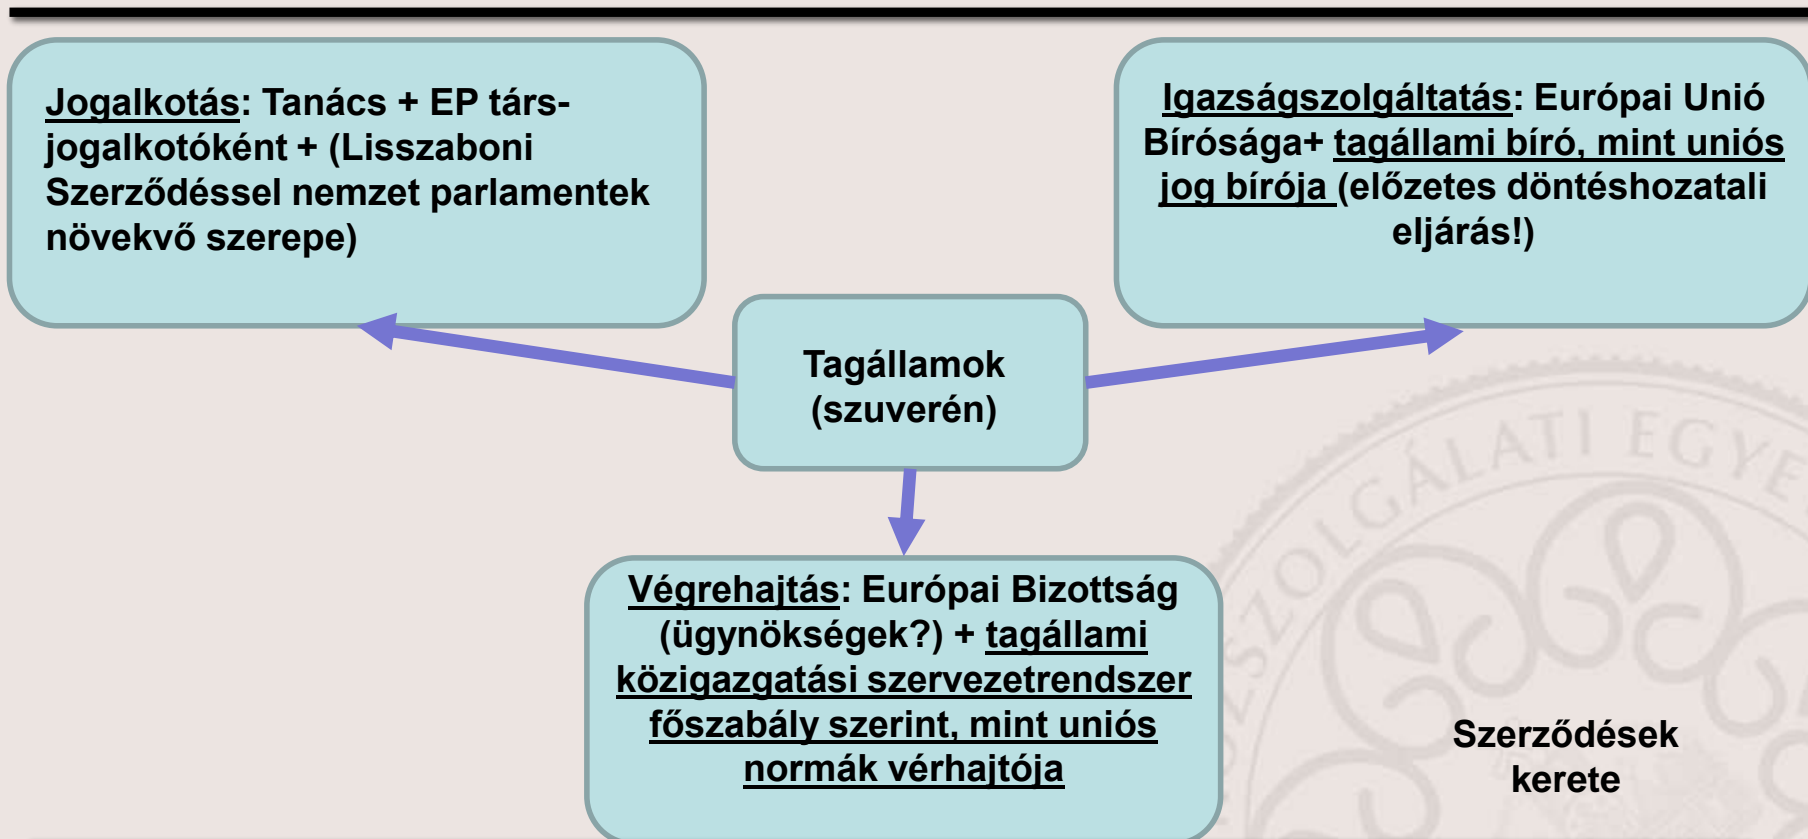 Jogalkotás: Tanács + EP társ-
jogalkotóként + (Lisszaboni
Szerződéssel nemzet parlamentek
növekvő szerepe)
Igazságszolgáltatás: Európai Unió
Bírósága+ tagállami bíró, mint uniós
jog bírója (előzetes döntéshozatali
eljárás!)
Tagállamok
(szuverén)
Végrehajtás: Európai Bizottság
(ügynökségek?) + tagállami
közigazgatási szervezetrendszer
főszabály szerint, mint uniós
normák vérhajtója
Szerződések
kerete